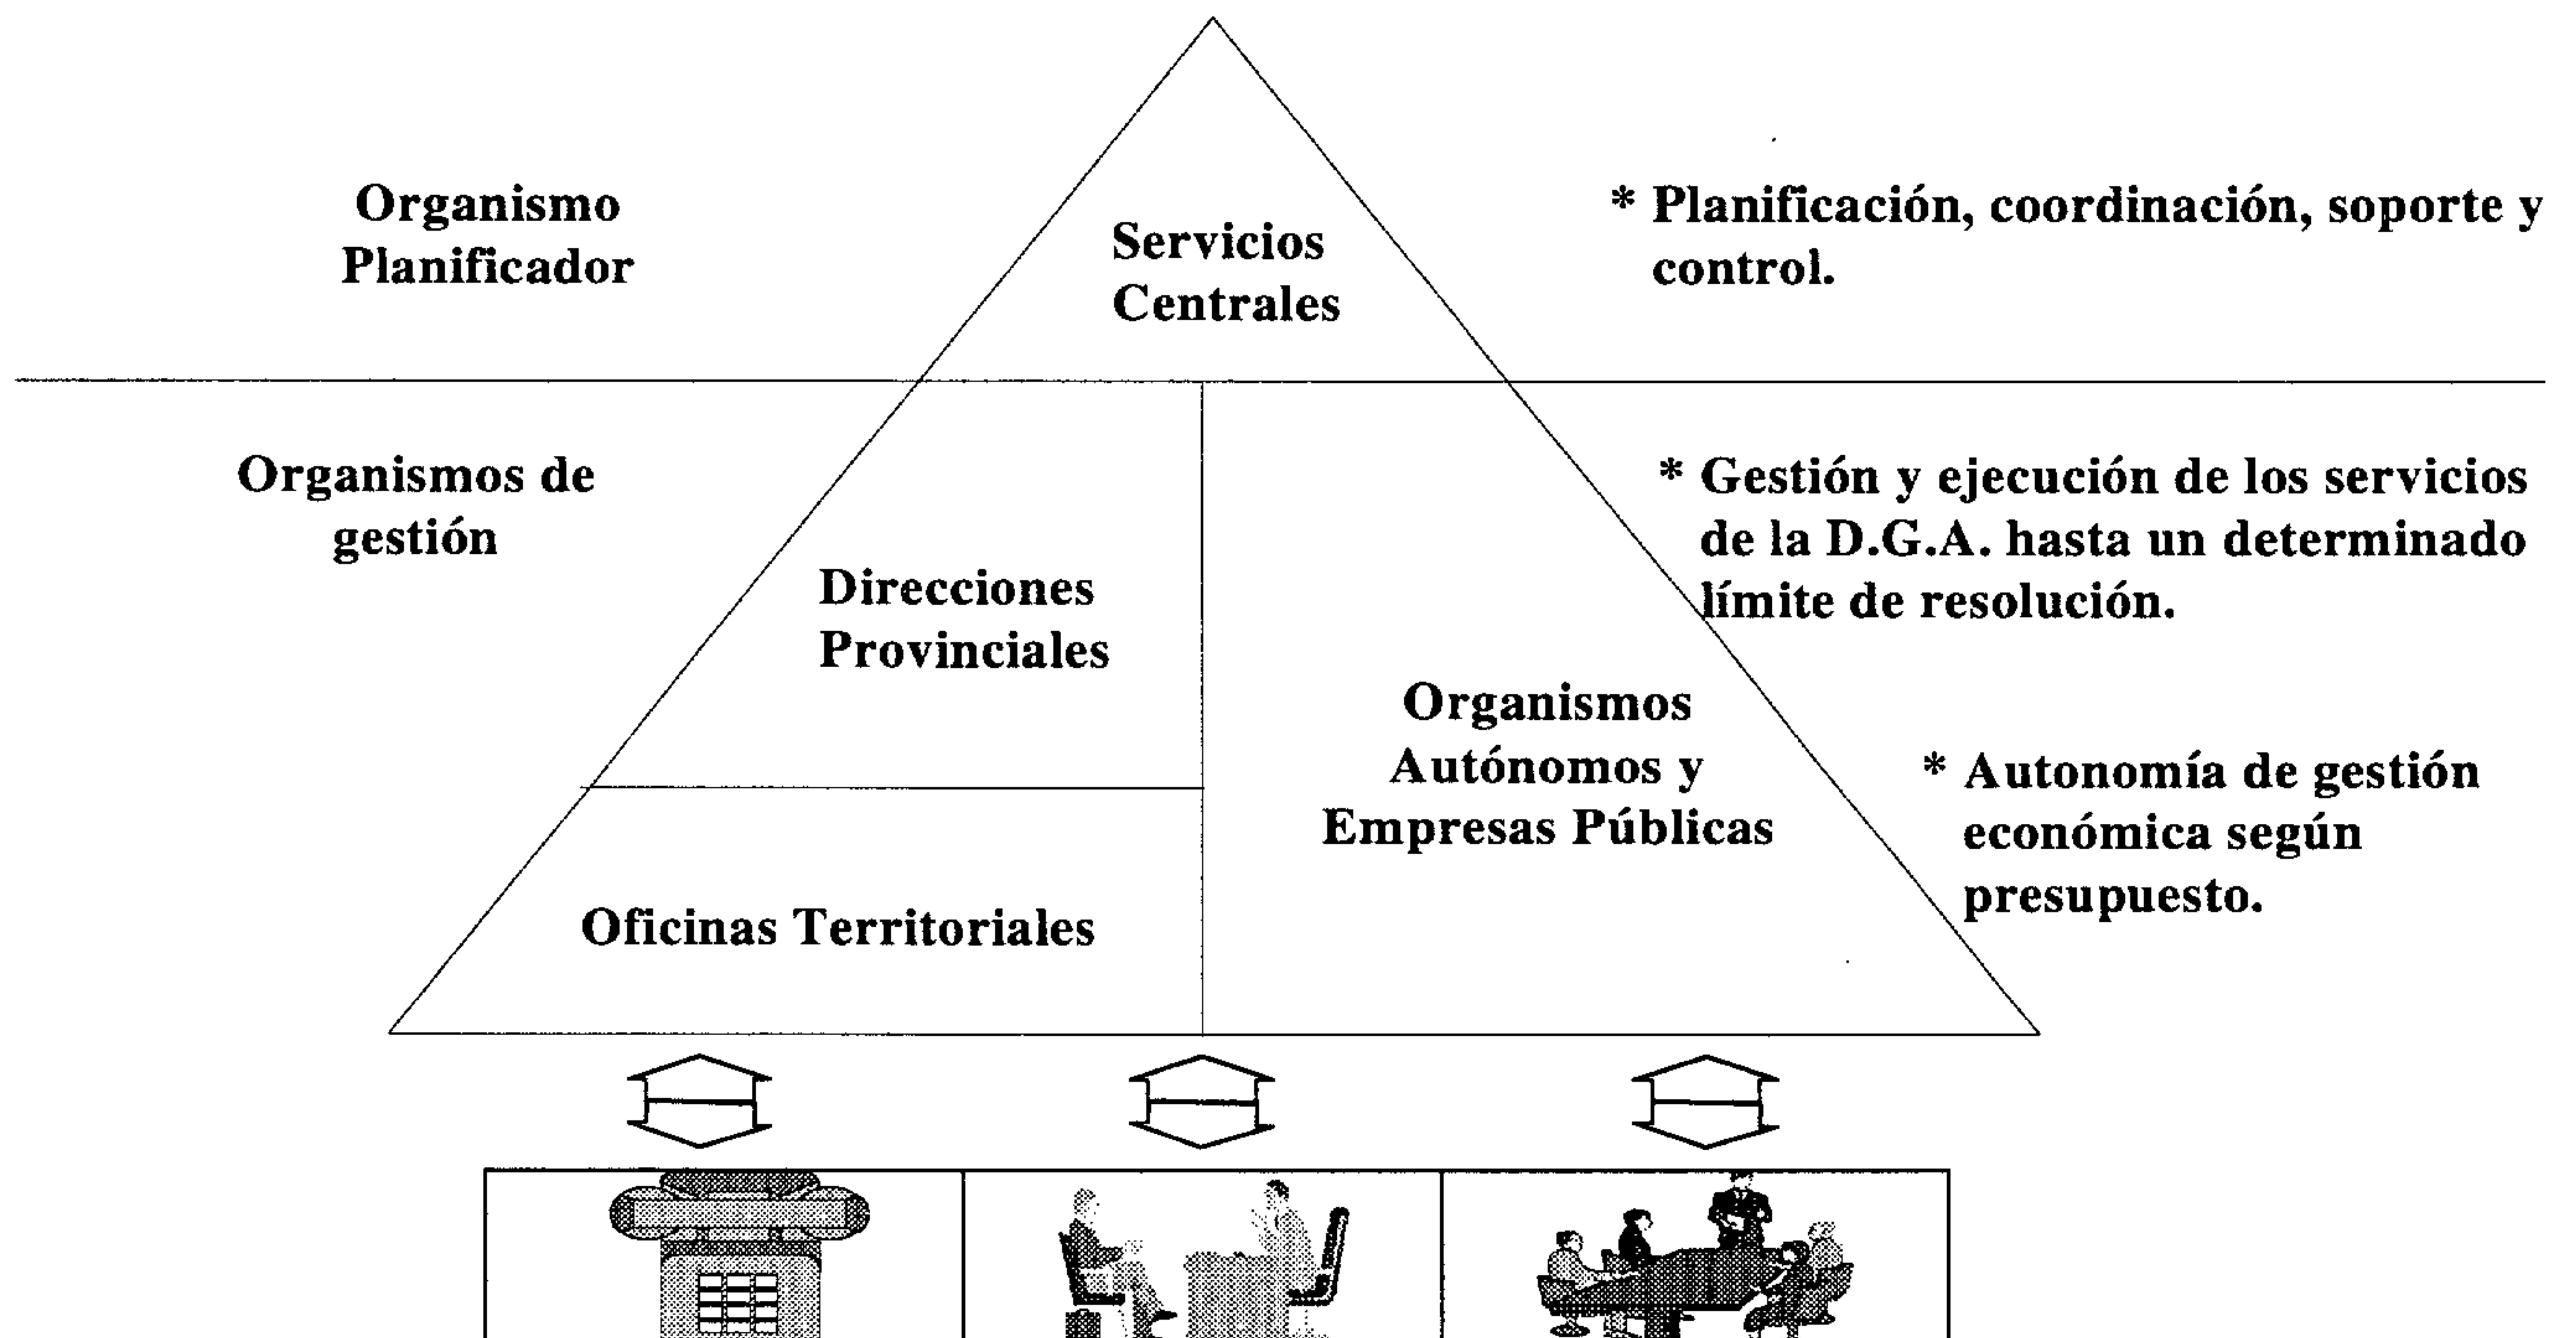 Organismo
Planificador
Servicios
Centrales
* Planificación, coordinación, soporte y
control.
Organismos de
gestión
* Gestión y ejecución de los servicios
de la D.G.A. hasta un determinado
límite de resolución.
Direcciones
Provinciales
Organismos
Autónomos y
Empresas Públicas
* Autonomía de gestión
económica según
presupuesto.
Oficinas Territoriales